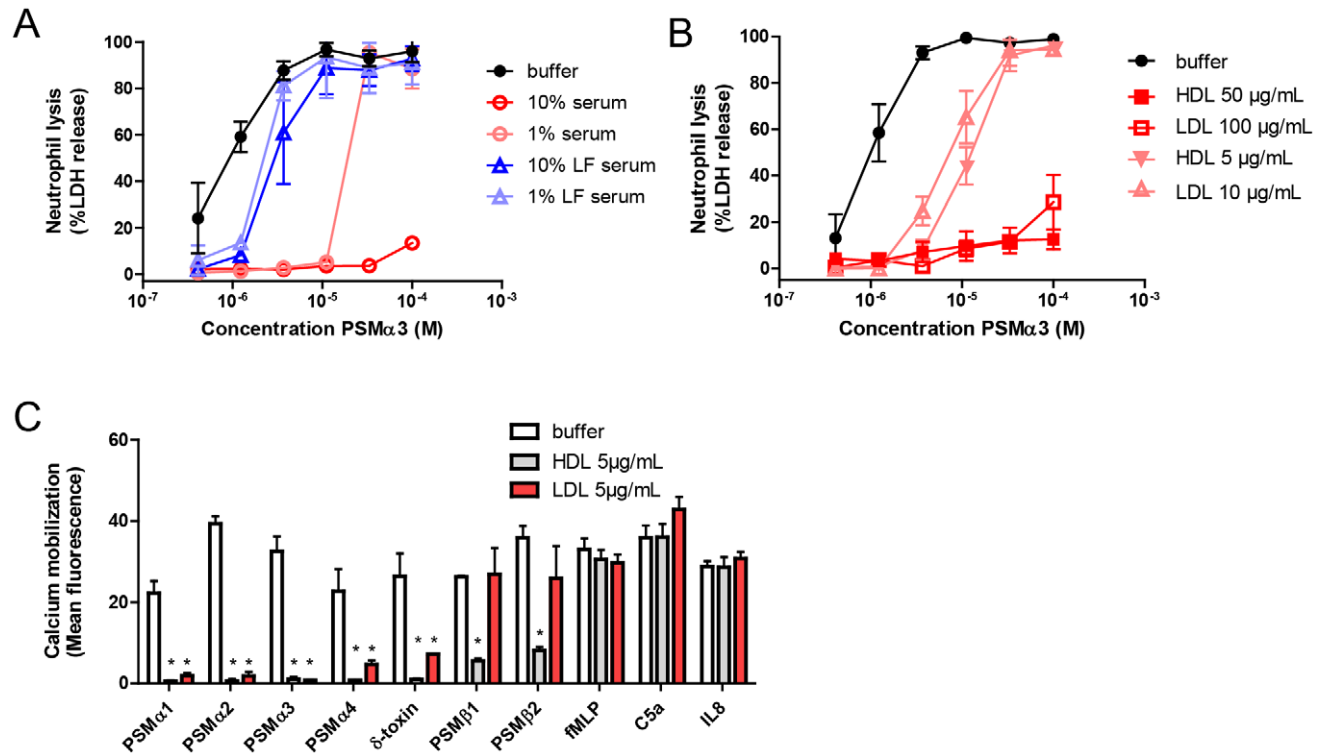 A
Neutrophil lysis
(%LDH release)
100
80
60
40
20
0
10-7
10-6
10-5
10-4
10-3
Concentration PSMα3 (M)
buffer
10% serum
1% serum
10% LF serum
1% LF serum
B
Neutrophil lysis
(%LDH release)
100
80
60
40
20
0
10-7
10-6
10-5
10-4
10-3
Concentration PSMα3 (M)
buffer
HDL 50 µg/mL
LDL 100 µg/mL
HDL 5 µg/mL
LDL 10 µg/mL
C
Calcium mobilization
(Mean fluorescence)
60
40
20
0
buffer
HDL 5µg/mL
LDL 5µg/mL
* *
* *
* *
* *
* *
*
*
PSMα1
PSMα2
PSMα3
PSMα4
δ-toxin
PSMβ1
PSMβ2
fMLP
C5a
IL8